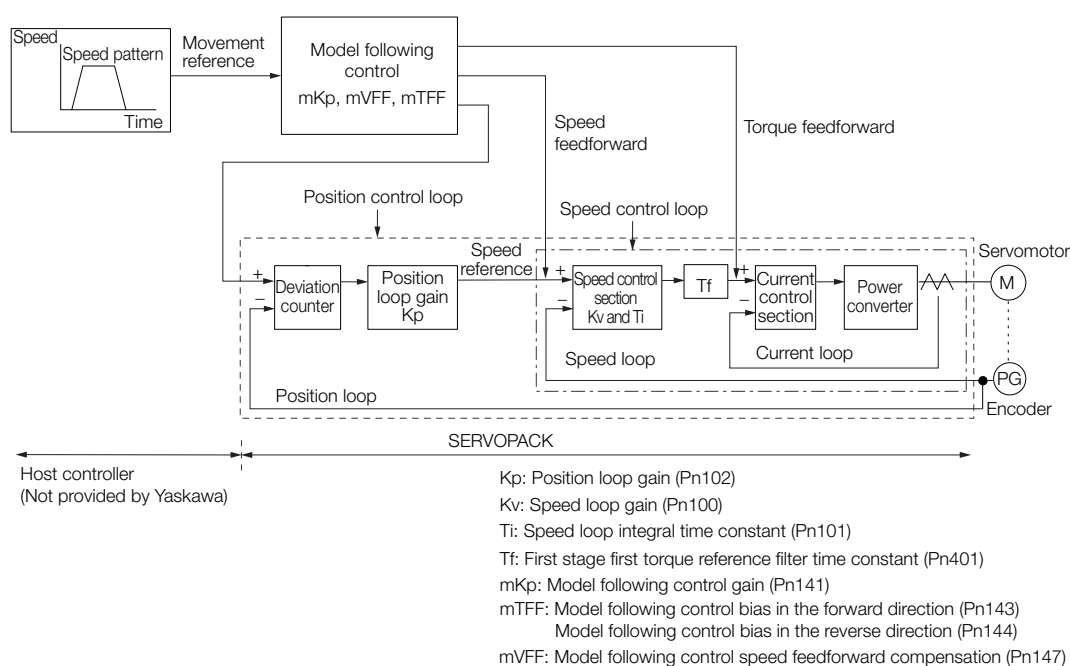 Speed
Speed pattern
Time
Movement
reference
Model following
control
mKp, mVFF, mTFF
Speed
feedforward
Torque feedforward
Position control loop
Speed control loop
Speed
reference
Servomotor
+
−
Deviation
counter
Position
loop gain
Kp
+
−
Speed control
section
Kv and Ti
Tf
+
−
Current
control
section
Power
converter
M
Speed loop
Current loop
Position loop
PG
Encoder
SERVOPACK
Host controller
(Not provided by Yaskawa)
Kp: Position loop gain (Pn102)
Kv: Speed loop gain (Pn100)
Ti: Speed loop integral time constant (Pn101)
Tf: First stage first torque reference filter time constant (Pn401)
mKp: Model following control gain (Pn141)
mTFF: Model following control bias in the forward direction (Pn143)
Model following control bias in the reverse direction (Pn144)
mVFF: Model following control speed feedforward compensation (Pn147)